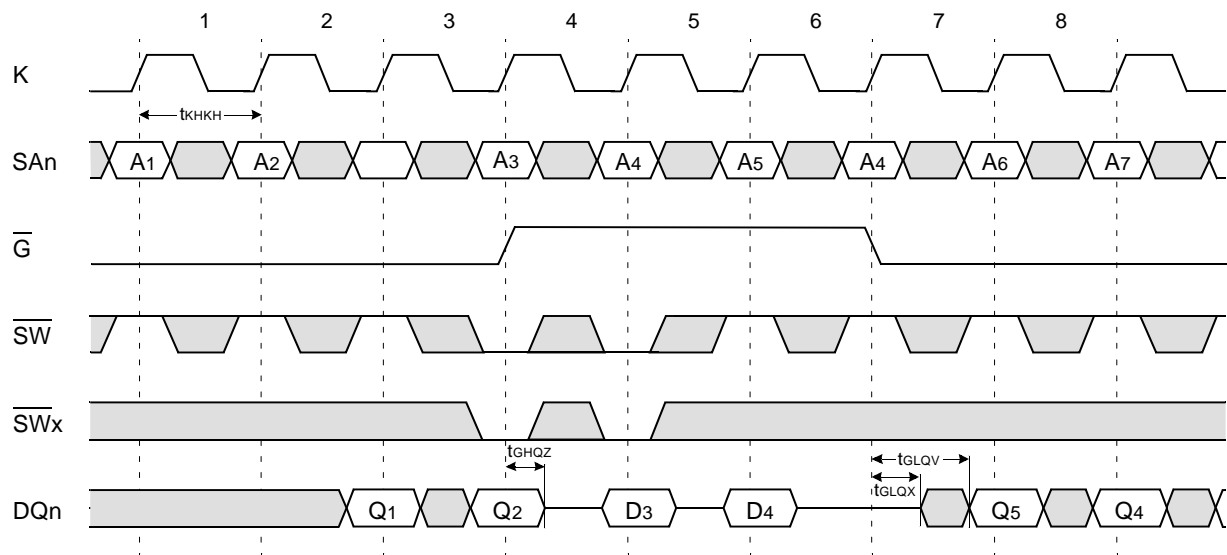 1 2 3 4 5 6 7 8
K
tKHKH
SAn A1 A2 A3 A4 A5 A4 A6 A7
G
SW
SWx
tGHQZ tGLQV
tGLQX
DQn Q1 Q2 D3 D4 Q5 Q4